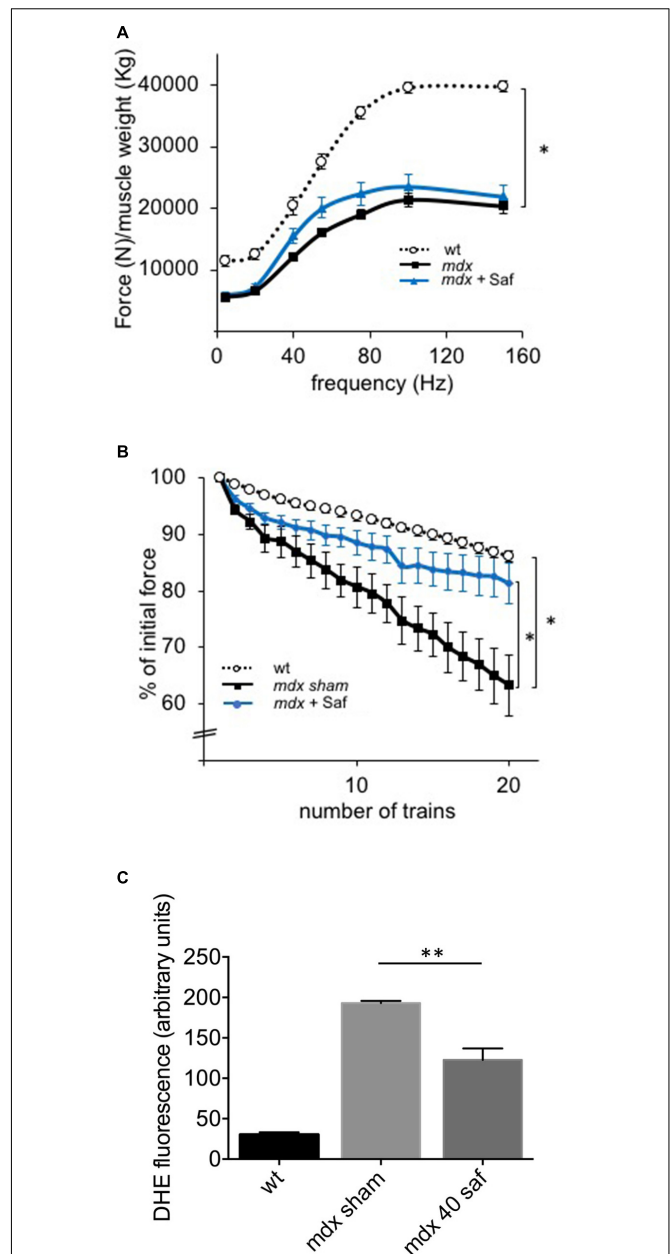 A
Force (N)/muscle weight (Kg)
40000
30000
20000
10000
*
wt
mdx
mdx + Saf
0 40 80 120 160
frequency (Hz)
B
% of initial force
100
90
80
70
60
* *
wt
mdx sham
mdx + Saf
10 20
number of trains
C
DHE fluorescence (arbitrary units)
250
200
150
100
50
0
**
wt
mdx sham
mdx 40 saf